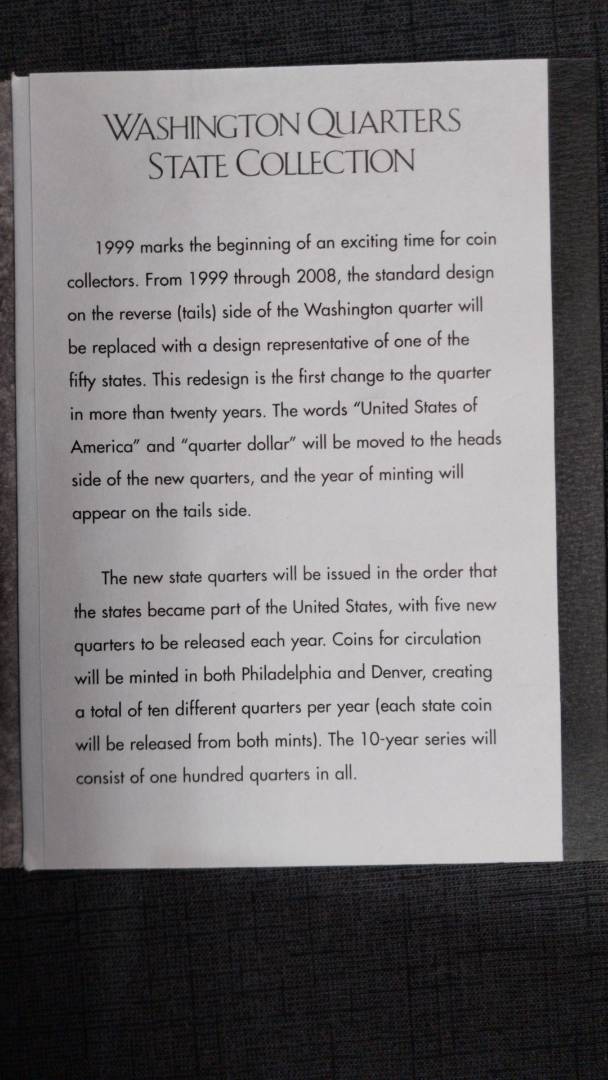 WASHINGTON QUARTERS
STATE COLLECTION
1999 marks the beginning of an exciting time for coin
collectors. From 1999 through 2008, the standard design
on the reverse (tails) side of the Washington quarter will
be replaced with a design representative of one of the
fifty states. This redesign is the first change to the quarter
in more than twenty years. The words “United States of
America” and “quarter dollar” will be moved to the heads
side of the new quarters, and the year of minting will
appear on the tails side.
The new state quarters will be issued in the order that
the states became part of the United States, with five new
quarters to be released each year. Coins for circulation
will be minted in both Philadelphia and Denver, creating
a total of ten different quarters per year (each state coin
will be released from both mints). The 10-year series will
consist of one hundred quarters in all.